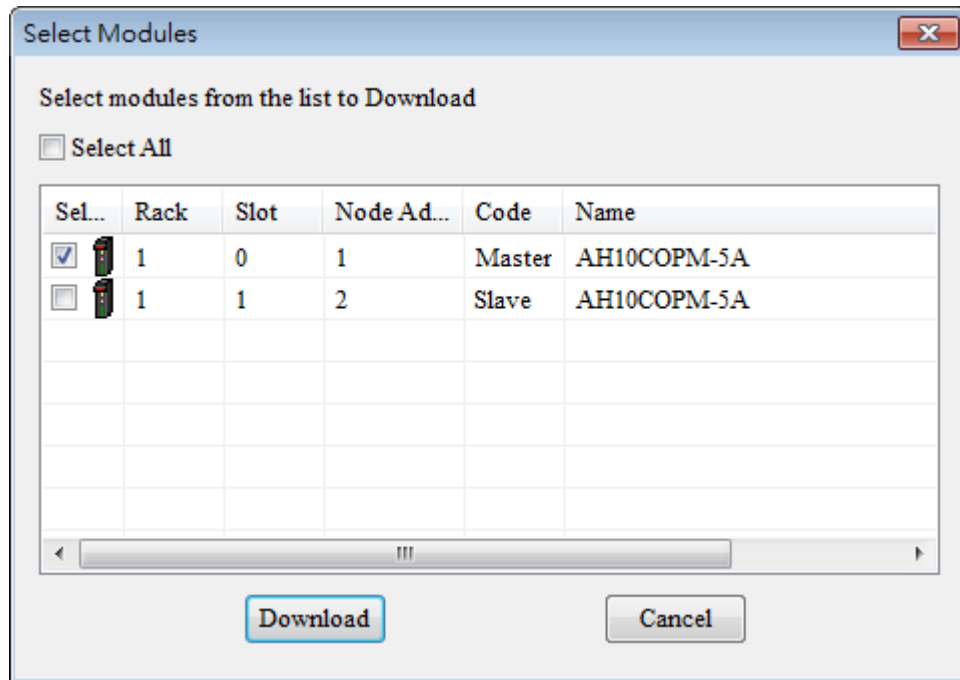 Select Modules
Select modules from the list to Download
Select All
Sel... Rack Slot Node Ad... Code Name
1 0 1 Master AH10COPM-5A
1 1 2 Slave AH10COPM-5A
Download Cancel